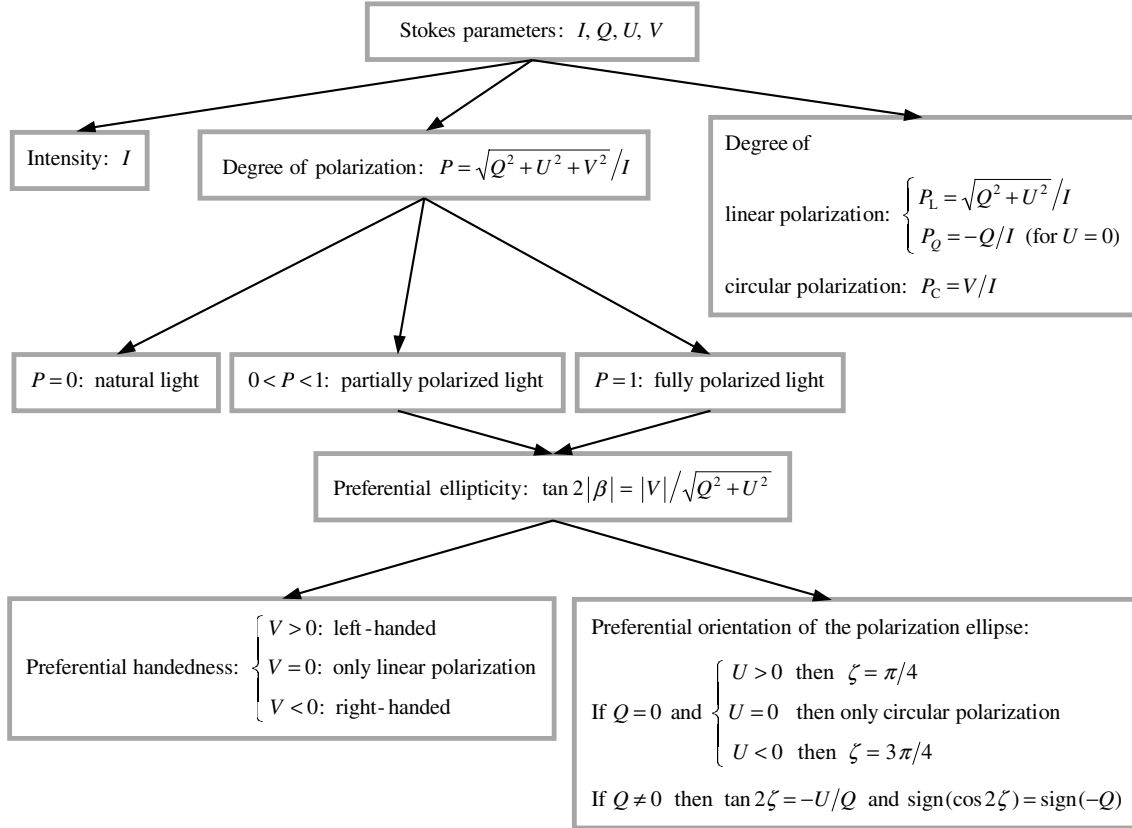 Stokes parameters: I, Q, U, V
Intensity: I
Degree of polarization: P = √(Q² + U² + V²)/I
Degree of
linear polarization: { P_L = √(Q² + U²)/I
P_Q = −Q/I (for U = 0)
circular polarization: P_C = V/I
P = 0: natural light
0 < P < 1: partially polarized light
P = 1: fully polarized light
Preferential ellipticity: tan 2|β| = |V|/√(Q² + U²)
Preferential handedness: { V > 0: left-handed
V = 0: only linear polarization
V < 0: right-handed
Preferential orientation of the polarization ellipse:
If Q = 0 and { U > 0 then ζ = π/4
U = 0 then only circular polarization
U < 0 then ζ = 3π/4
If Q ≠ 0 then tan 2ζ = −U/Q and sign(cos 2ζ) = sign(−Q)